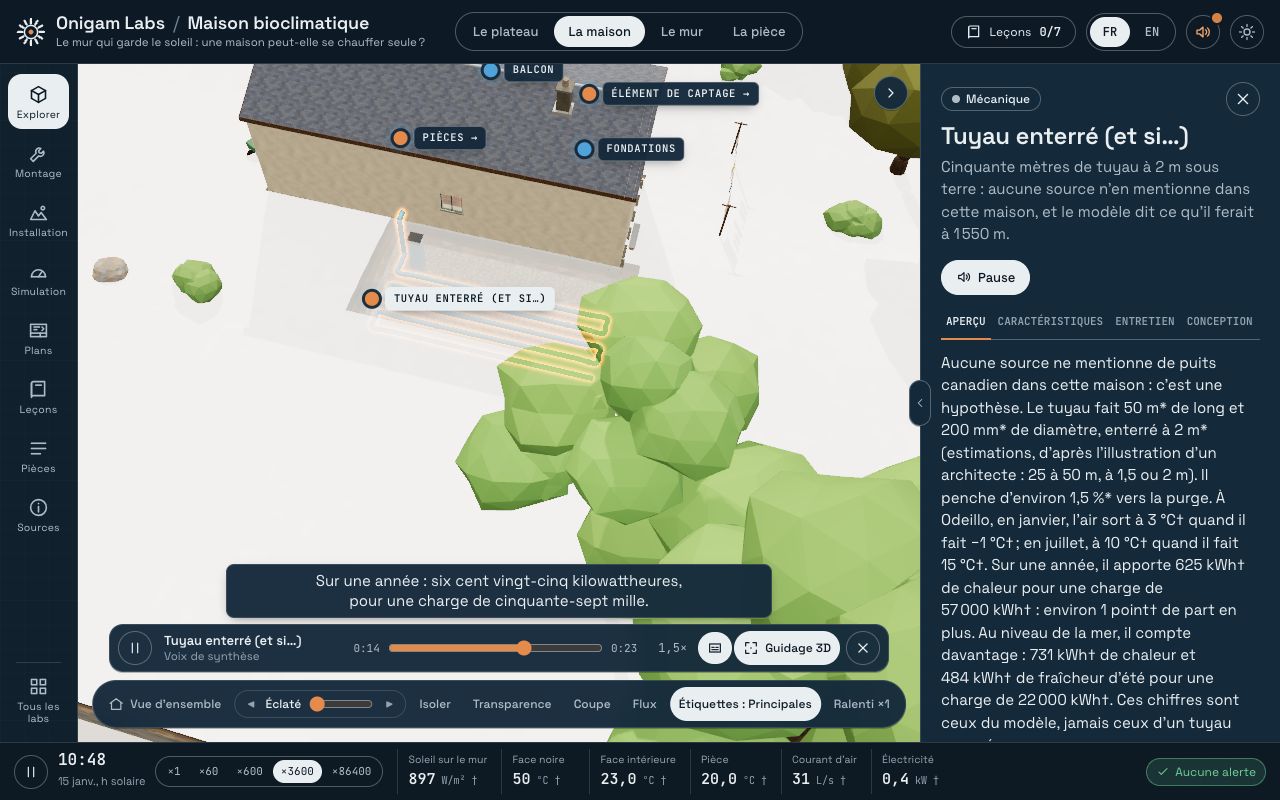 Onigam Labs / Maison bioclimatique
Le mur qui garde le soleil : une maison peut-elle se chauffer seule ?
Le plateau
La maison
Le mur
La pièce
Leçons 0/7
FR
EN
Explorer
Montage
Installation
Simulation
Plans
Leçons
Pièces
Sources
Tous les
labs
BALCON
ÉLÉMENT DE CAPTAGE →
PIÈCES →
FONDATIONS
TUYAU ENTERRÉ (ET SI…)
Sur une année : six cent vingt-cinq kilowattheures,
pour une charge de cinquante-sept mille.
Tuyau enterré (et si…)
Voix de synthèse
0:14
0:23
1,5×
Guidage 3D
Vue d'ensemble
Éclaté
Isoler
Transparence
Coupe
Flux
Étiquettes : Principales
Ralenti ×1
Mécanique
Tuyau enterré (et si…)
Cinquante mètres de tuyau à 2 m sous
terre : aucune source n'en mentionne dans
cette maison, et le modèle dit ce qu'il ferait
à 1 550 m.
Pause
APERÇU
CARACTÉRISTIQUES
ENTRETIEN
CONCEPTION
Aucune source ne mentionne de puits
canadien dans cette maison : c'est une
hypothèse. Le tuyau fait 50 m* de long et
200 mm* de diamètre, enterré à 2 m*
(estimations, d'après l'illustration d'un
architecte : 25 à 50 m, à 1,5 ou 2 m). Il
penche d'environ 1,5 %* vers la purge. À
Odeillo, en janvier, l'air sort à 3 °C† quand il
fait −1 °C† ; en juillet, à 10 °C† quand il fait
15 °C†. Sur une année, il apporte 625 kWh†
de chaleur pour une charge de
57 000 kWh† : environ 1 point† de part en
plus. Au niveau de la mer, il compte
davantage : 731 kWh† de chaleur et
484 kWh† de fraîcheur d'été pour une
charge de 22 000 kWh†. Ces chiffres sont
ceux du modèle, jamais ceux d'un tuyau
10:48
15 janv., h solaire
×1
×60
×600
×3600
×86400
Soleil sur le mur
897 W/m² †
Face noire
50 °C †
Face intérieure
23,0 °C †
Pièce
20,0 °C †
Courant d'air
31 L/s †
Électricité
0,4 kW †
Aucune alerte